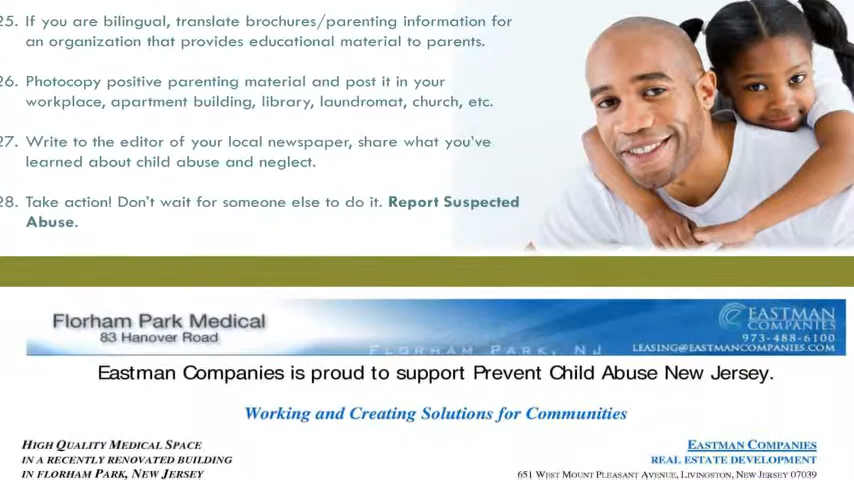 25. If you are bilingual, translate brochures/parenting information for
an organization that provides educational material to parents.
26. Photocopy positive parenting material and post it in your
workplace, apartment building, library, laundromat, church, etc.
27. Write to the editor of your local newspaper, share what you've
learned about child abuse and neglect.
28. Take action! Don't wait for someone else to do it. Report Suspected
Abuse.
Florham Park Medical
83 Hanover Road
FLORHAM PARK, NJ
EASTMAN
COMPANIES
973-488-6100
LEASING@EASTMANCOMPANIES.COM
Eastman Companies is proud to support Prevent Child Abuse New Jersey.
Working and Creating Solutions for Communities
HIGH QUALITY MEDICAL SPACE
IN A RECENTLY RENOVATED BUILDING
IN FLORHAM PARK, NEW JERSEY
EASTMAN COMPANIES
REAL ESTATE DEVELOPMENT
651 WEST MOUNT PLEASANT AVENUE, LIVINGSTON, NEW JERSEY 07039